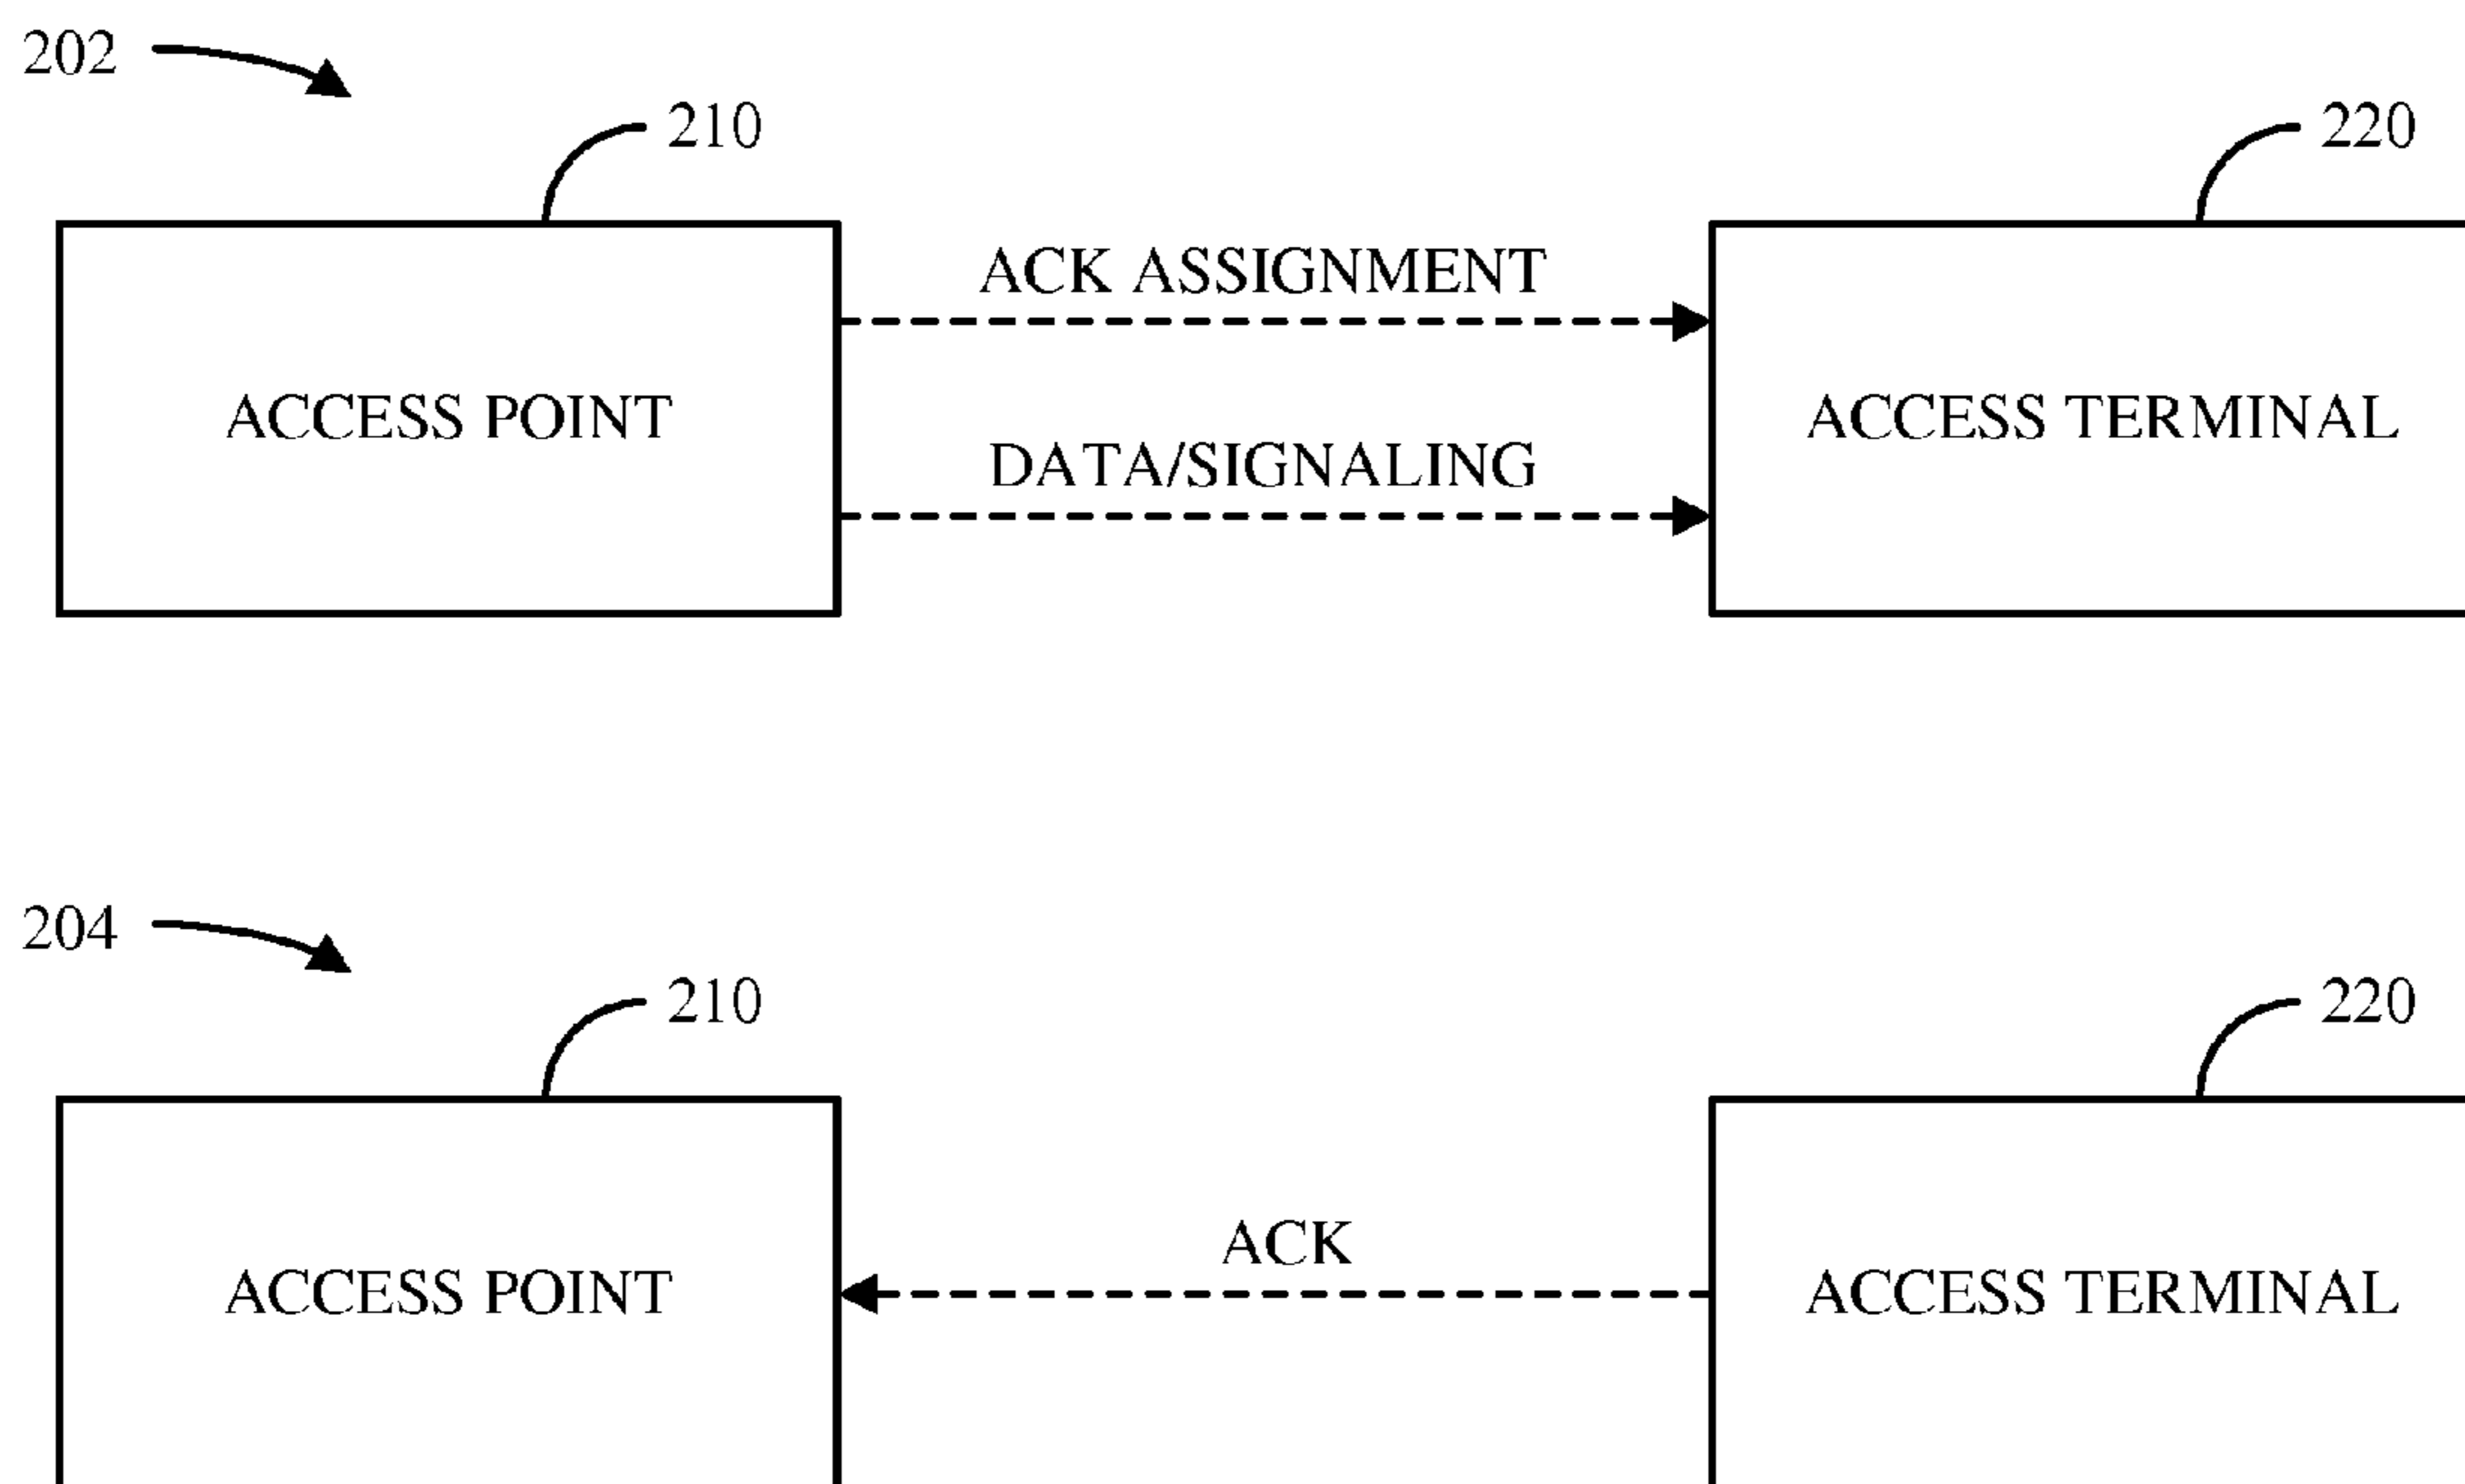 202
210
220
ACK ASSIGNMENT
ACCESS POINT
ACCESS TERMINAL
DATA/SIGNALING
204
210
220
ACK
ACCESS POINT
ACCESS TERMINAL